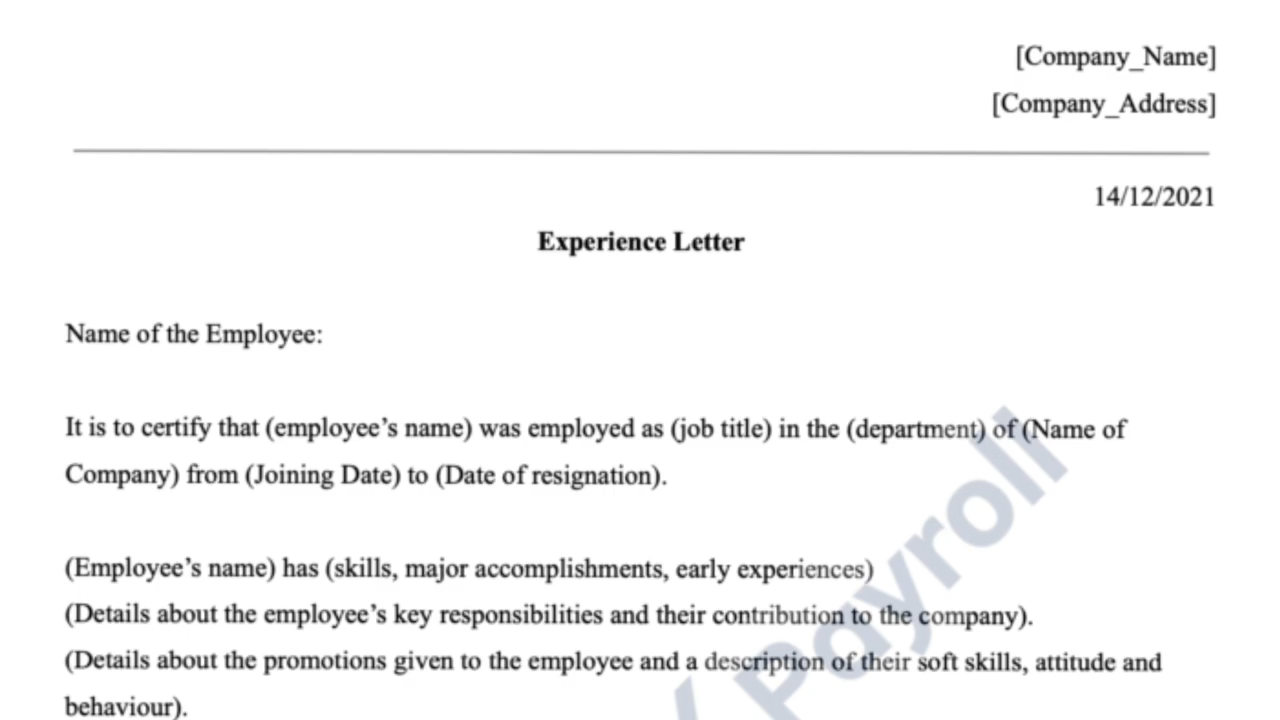 [Company_Name]
[Company_Address]
14/12/2021
Experience Letter
Name of the Employee:
It is to certify that (employee’s name) was employed as (job title) in the (department) of (Name of
Company) from (Joining Date) to (Date of resignation).
(Employee’s name) has (skills, major accomplishments, early experiences)
(Details about the employee’s key responsibilities and their contribution to the company).
(Details about the promotions given to the employee and a description of their soft skills, attitude and
behaviour).
Payroll